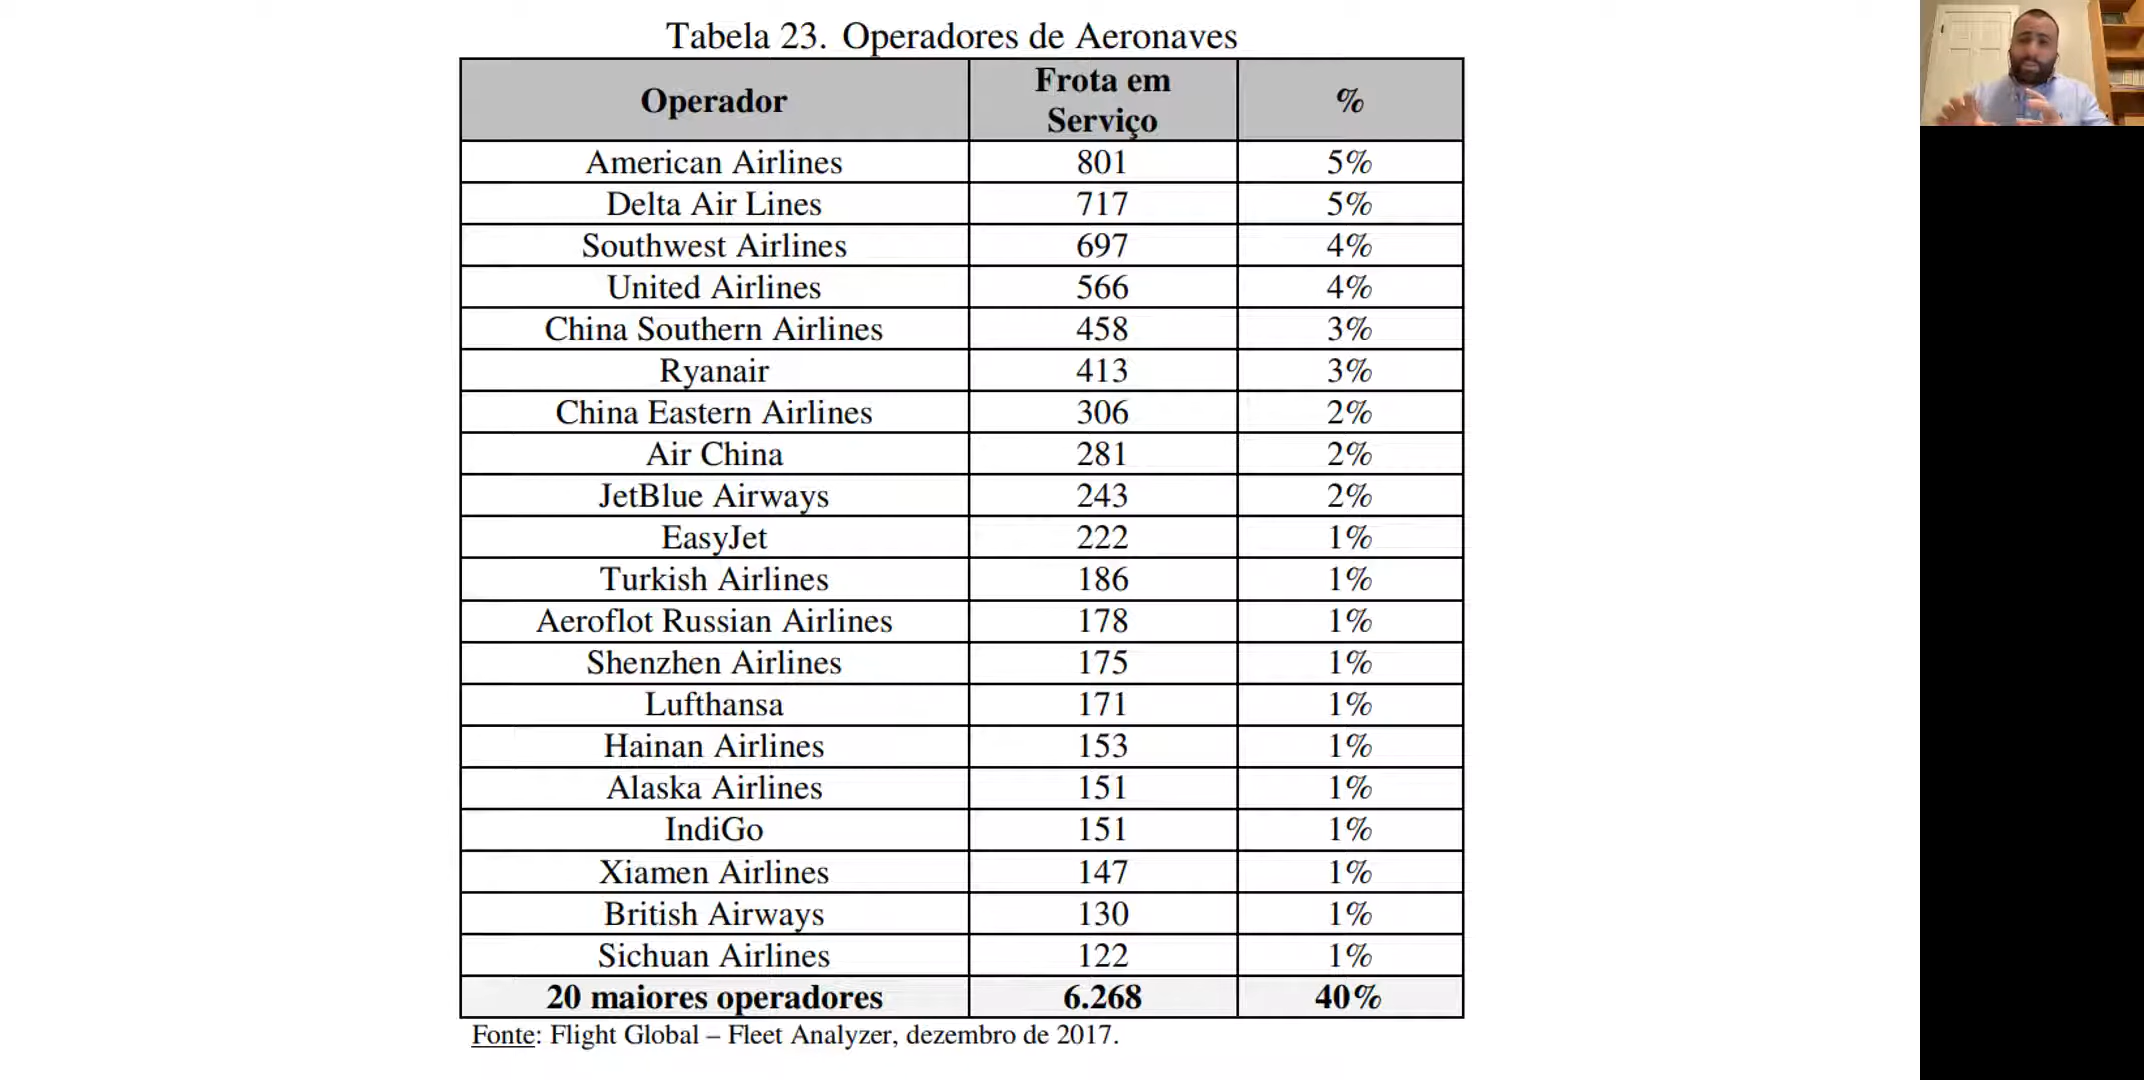 Tabela 23. Operadores de Aeronaves
Operador Frota em Serviço %
American Airlines 801 5%
Delta Air Lines 717 5%
Southwest Airlines 697 4%
United Airlines 566 4%
China Southern Airlines 458 3%
Ryanair 413 3%
China Eastern Airlines 306 2%
Air China 281 2%
JetBlue Airways 243 2%
EasyJet 222 1%
Turkish Airlines 186 1%
Aeroflot Russian Airlines 178 1%
Shenzhen Airlines 175 1%
Lufthansa 171 1%
Hainan Airlines 153 1%
Alaska Airlines 151 1%
IndiGo 151 1%
Xiamen Airlines 147 1%
British Airways 130 1%
Sichuan Airlines 122 1%
20 maiores operadores 6.268 40%
Fonte: Flight Global – Fleet Analyzer, dezembro de 2017.